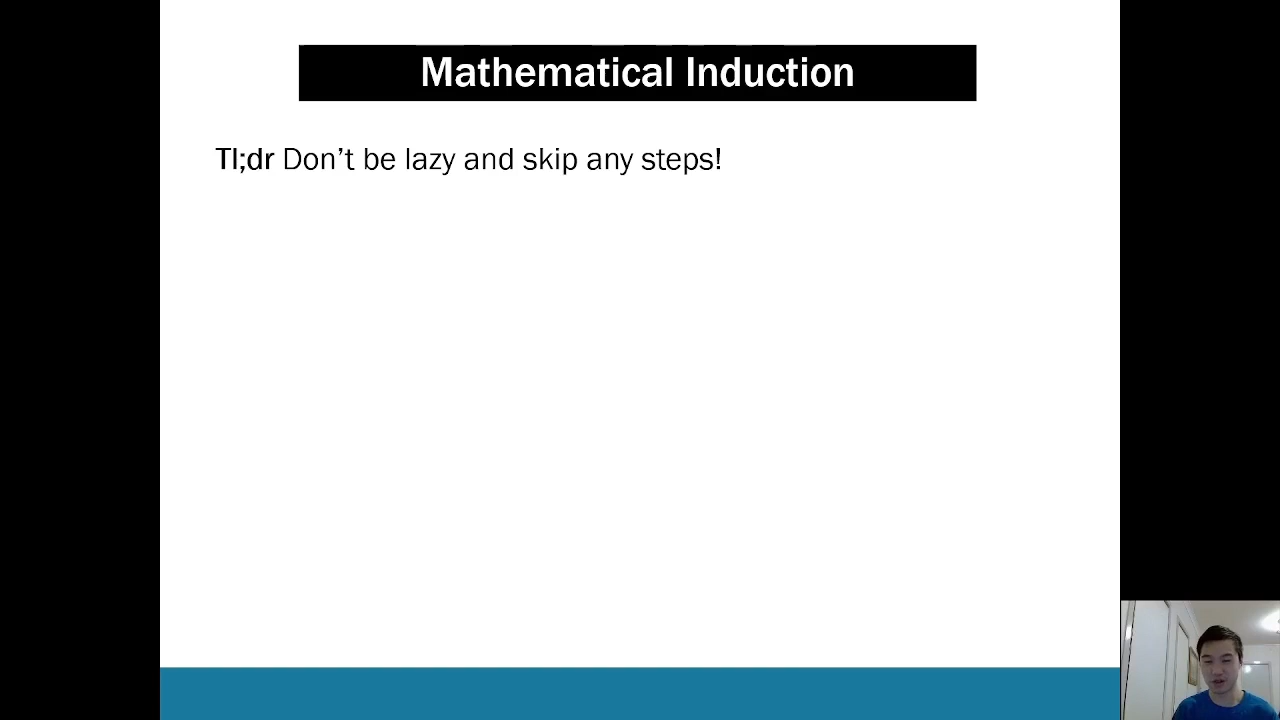 Mathematical Induction
Tl;dr Don’t be lazy and skip any steps!